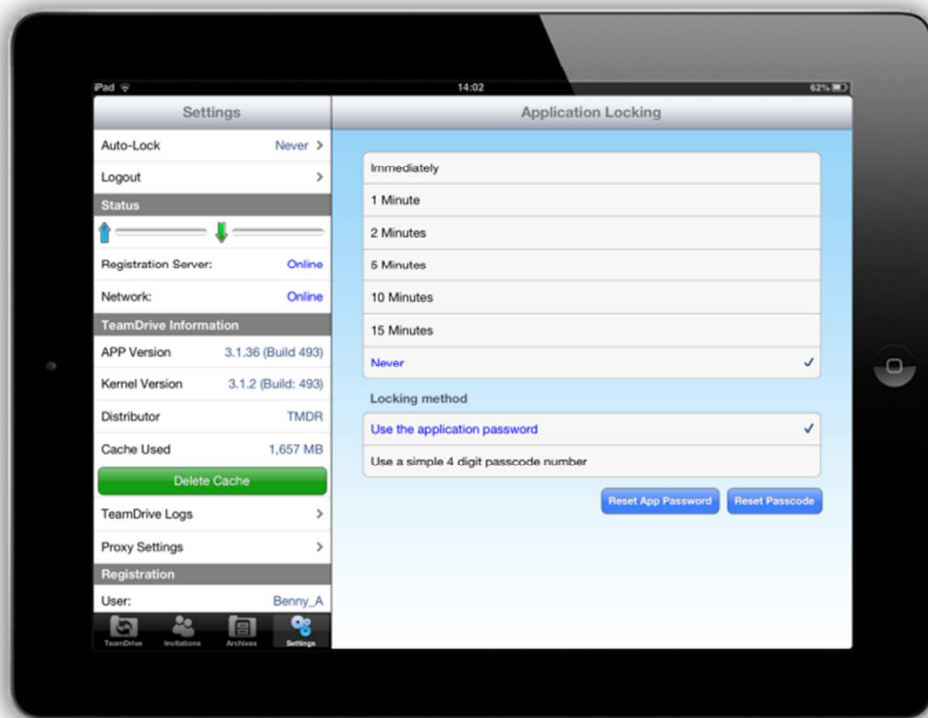 iPad 14:02 62%
Settings
Auto-Lock Never
Logout
Status
Registration Server: Online
Network: Online
TeamDrive Information
APP Version 3.1.36 (Build 493)
Kernel Version 3.1.2 (Build: 493)
Distributor TMDR
Cache Used 1,657 MB
Delete Cache
TeamDrive Logs
Proxy Settings
Registration
User: Benny_A
TeamDrive Invitations Archives Settings
Application Locking
Immediately
1 Minute
2 Minutes
5 Minutes
10 Minutes
15 Minutes
Never
Locking method
Use the application password
Use a simple 4 digit passcode number
Reset App Password Reset Passcode